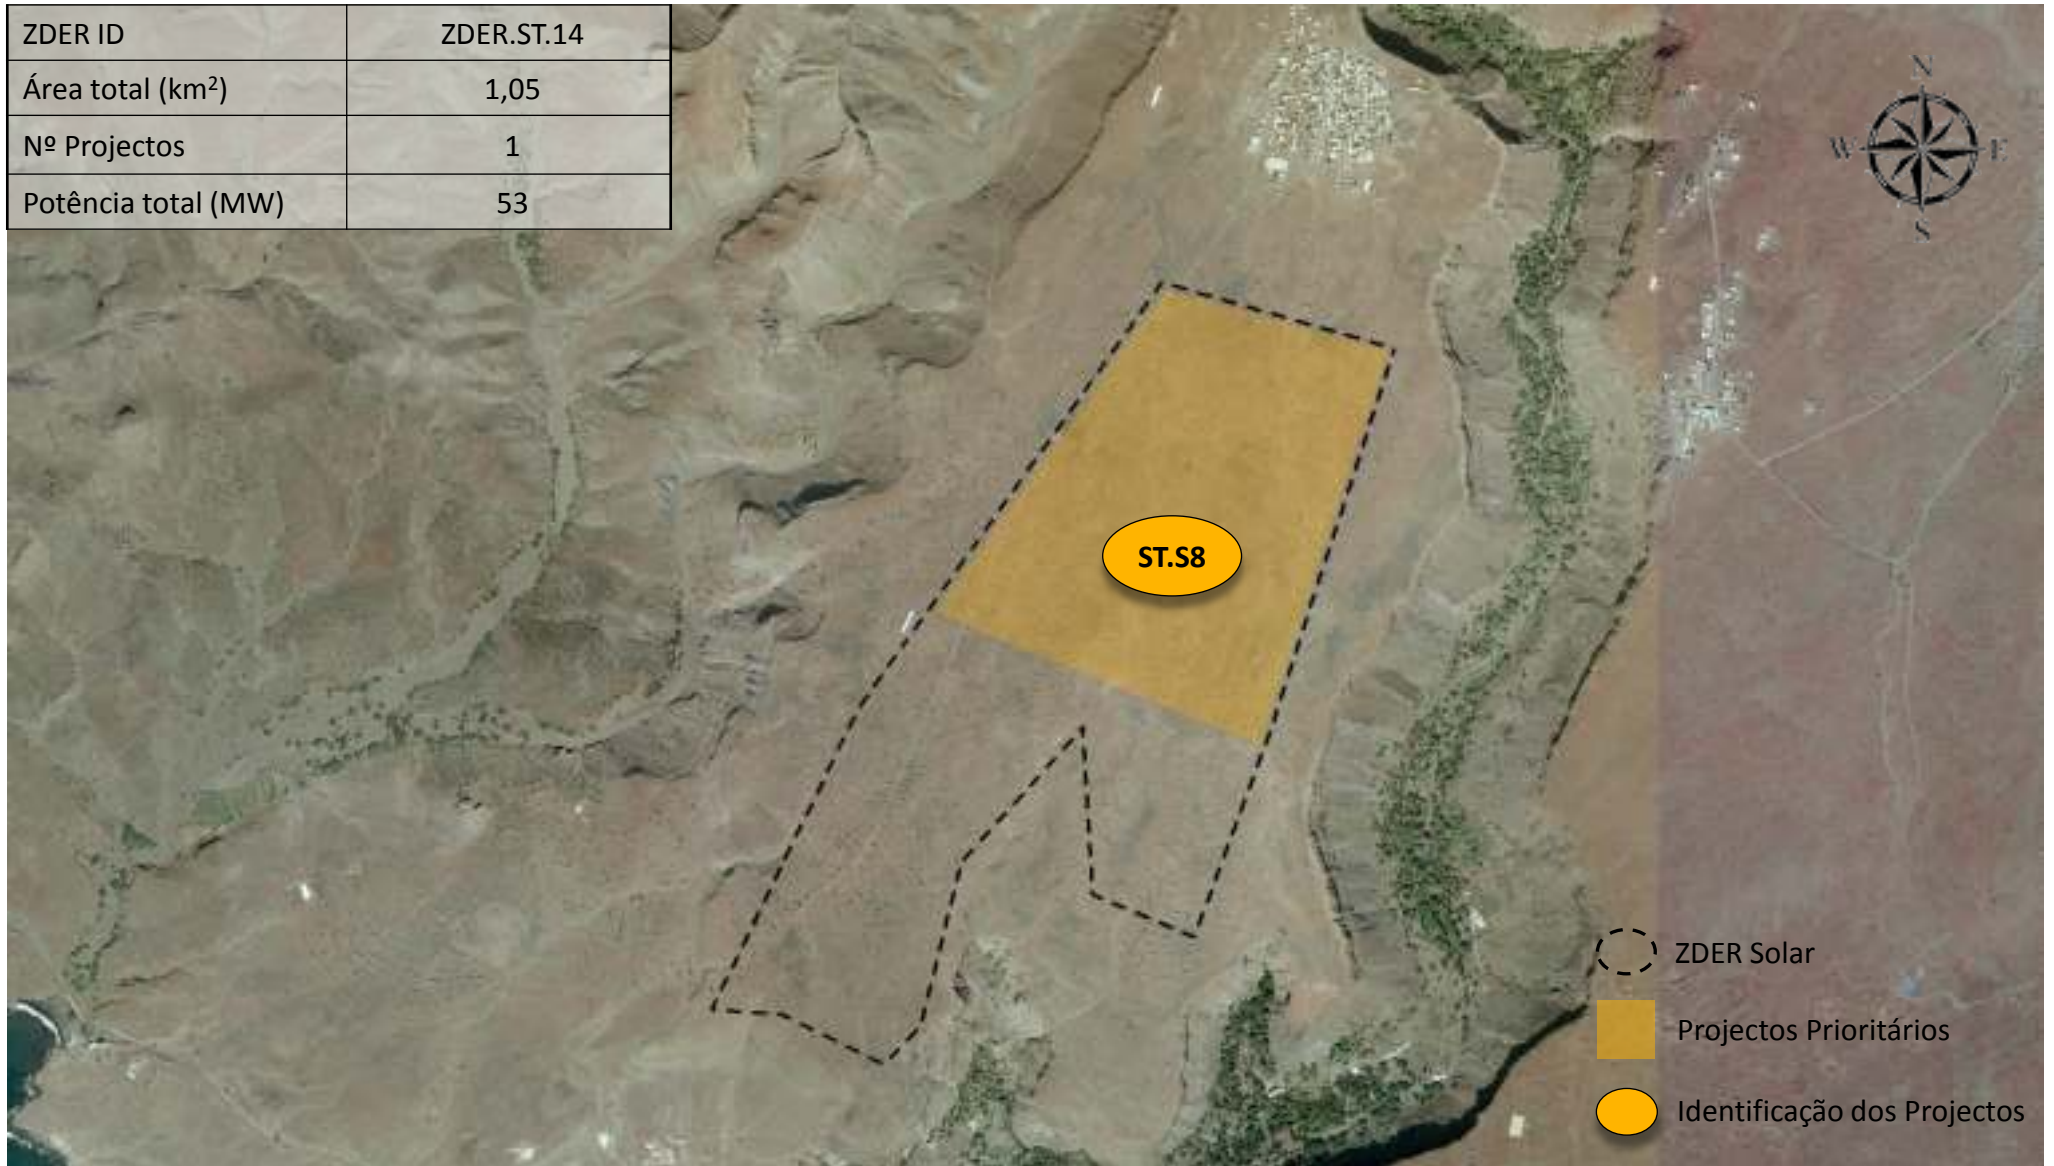 ZDER ID ZDER.ST.14
Área total (km²) 1,05
Nº Projectos 1
Potência total (MW) 53
N
W E
S
ST.S8
ZDER Solar
Projectos Prioritários
Identificação dos Projectos